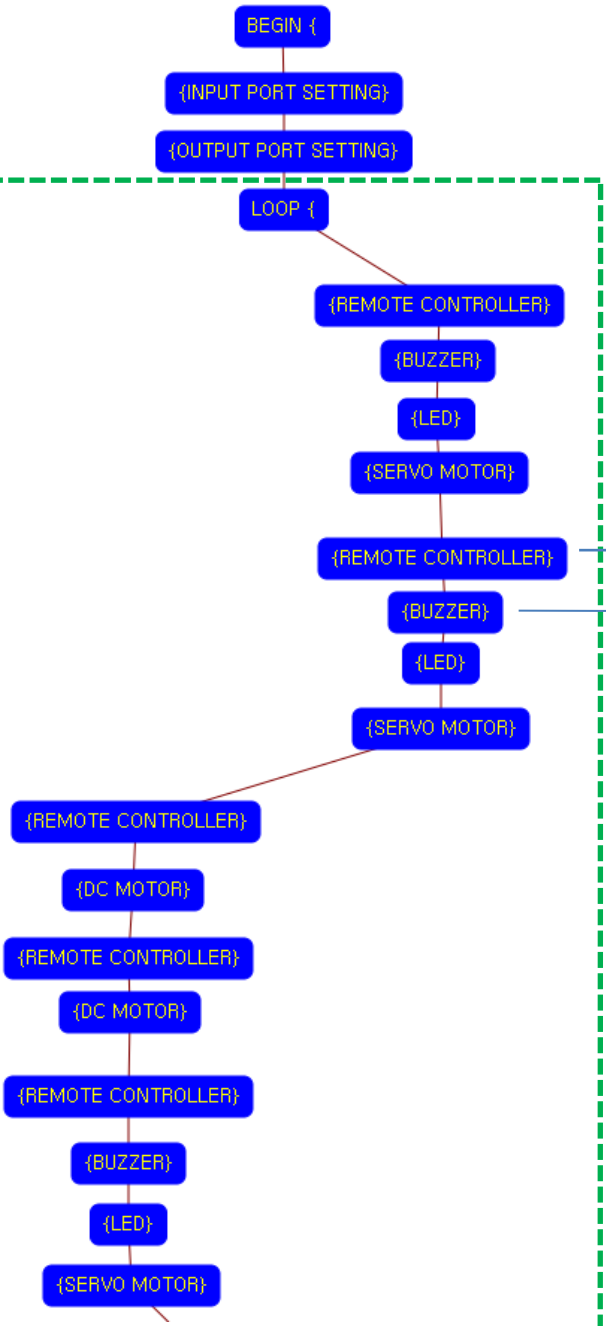 BEGIN {
{INPUT PORT SETTING}
{OUTPUT PORT SETTING}
LOOP {
{REMOTE CONTROLLER}
{BUZZER}
{LED}
{SERVO MOTOR}
{REMOTE CONTROLLER}
{BUZZER}
{LED}
{SERVO MOTOR}
{REMOTE CONTROLLER}
{DC MOTOR}
{REMOTE CONTROLLER}
{DC MOTOR}
{REMOTE CONTROLLER}
{BUZZER}
{LED}
{SERVO MOTOR}